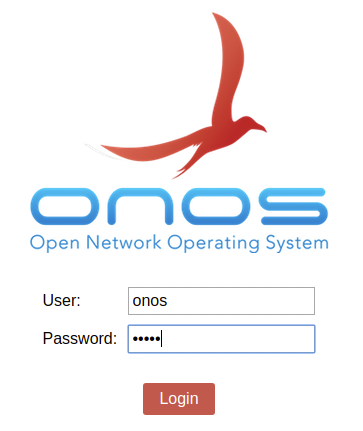 onos
Open Network Operating System
User: onos
Password: •••••
Login